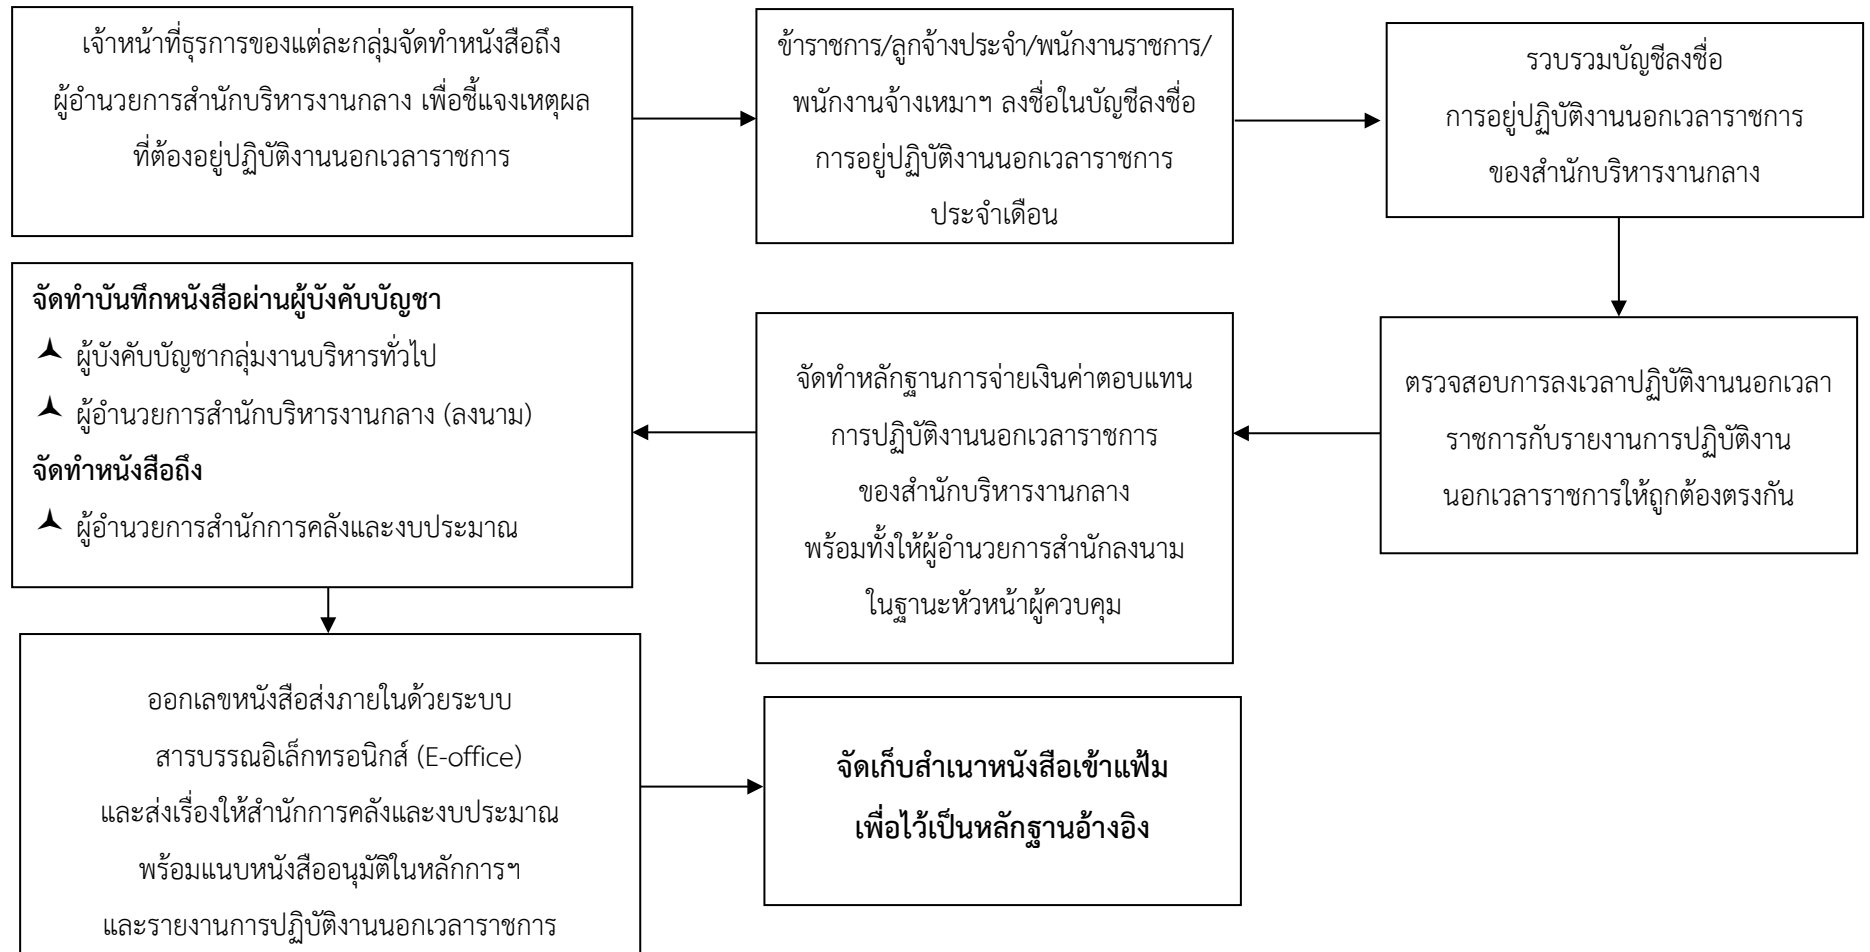 เจ้าหน้าที่ธุรการของแต่ละกลุ่มจัดทำหนังสือถึง
ผู้อำนวยการสำนักบริหารงานกลาง เพื่อชี้แจงเหตุผล
ที่ต้องอยู่ปฏิบัติงานนอกเวลาราชการ
ข้าราชการ/ลูกจ้างประจำ/พนักงานราชการ/
พนักงานจ้างเหมาฯ ลงชื่อในบัญชีลงชื่อ
การอยู่ปฏิบัติงานนอกเวลาราชการ
ประจำเดือน
รวบรวมบัญชีลงชื่อ
การอยู่ปฏิบัติงานนอกเวลาราชการ
ของสำนักบริหารงานกลาง
ตรวจสอบการลงเวลาปฏิบัติงานนอกเวลา
ราชการกับรายงานการปฏิบัติงาน
นอกเวลาราชการให้ถูกต้องตรงกัน
จัดทำหลักฐานการจ่ายเงินค่าตอบแทน
การปฏิบัติงานนอกเวลาราชการ
ของสำนักบริหารงานกลาง
พร้อมทั้งให้ผู้อำนวยการสำนักลงนาม
ในฐานะหัวหน้าผู้ควบคุม
จัดทำบันทึกหนังสือผ่านผู้บังคับบัญชา
ผู้บังคับบัญชากลุ่มงานบริหารทั่วไป
ผู้อำนวยการสำนักบริหารงานกลาง (ลงนาม)
จัดทำหนังสือถึง
ผู้อำนวยการสำนักการคลังและงบประมาณ
ออกเลขหนังสือส่งภายในด้วยระบบ
สารบรรณอิเล็กทรอนิกส์ (E-office)
และส่งเรื่องให้สำนักการคลังและงบประมาณ
พร้อมแนบหนังสืออนุมัติในหลักการฯ
และรายงานการปฏิบัติงานนอกเวลาราชการ
จัดเก็บสำเนาหนังสือเข้าแฟ้ม
เพื่อไว้เป็นหลักฐานอ้างอิง